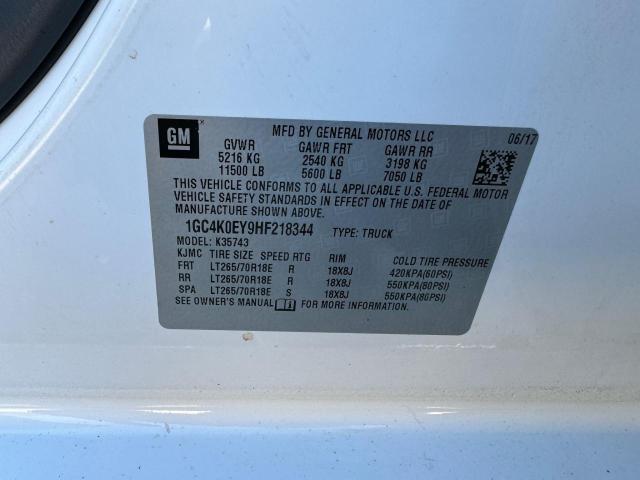 GM
MFD BY GENERAL MOTORS LLC
06/17
GVWR GAWR FRT GAWR RR
5216 KG 2540 KG 3198 KG
11500 LB 5600 LB 7050 LB
THIS VEHICLE CONFORMS TO ALL APPLICABLE U.S. FEDERAL MOTOR
VEHICLE SAFETY STANDARDS IN EFFECT ON THE DATE OF
MANUFACTURE SHOWN ABOVE.
1GC4K0EY9HF218344 TYPE: TRUCK
MODEL: K35743
KJMC TIRE SIZE SPEED RTG RIM COLD TIRE PRESSURE
FRT LT265/70R18E R 18X8J 420KPA(60PSI)
RR LT265/70R18E R 18X8J 550KPA(80PSI)
SPA LT265/70R18E S 18X8J 550KPA(80PSI)
SEE OWNER'S MANUAL FOR MORE INFORMATION.